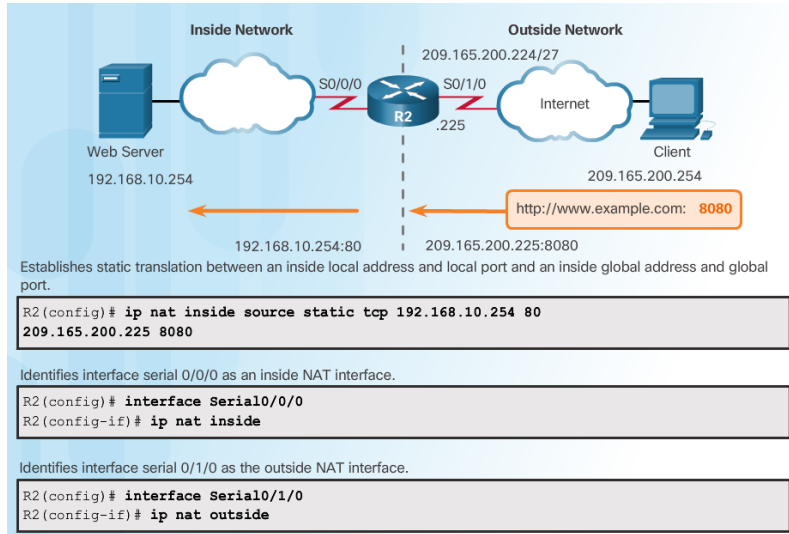 Inside Network
Outside Network
209.165.200.224/27
S0/0/0
S0/1/0
R2
.225
Internet
Web Server
Client
192.168.10.254
209.165.200.254
http://www.example.com: 8080
192.168.10.254:80
209.165.200.225:8080
Establishes static translation between an inside local address and local port and an inside global address and global
port.
R2(config)# ip nat inside source static tcp 192.168.10.254 80
209.165.200.225 8080
Identifies interface serial 0/0/0 as an inside NAT interface.
R2(config)# interface Serial0/0/0
R2(config-if)# ip nat inside
Identifies interface serial 0/1/0 as the outside NAT interface.
R2(config)# interface Serial0/1/0
R2(config-if)# ip nat outside